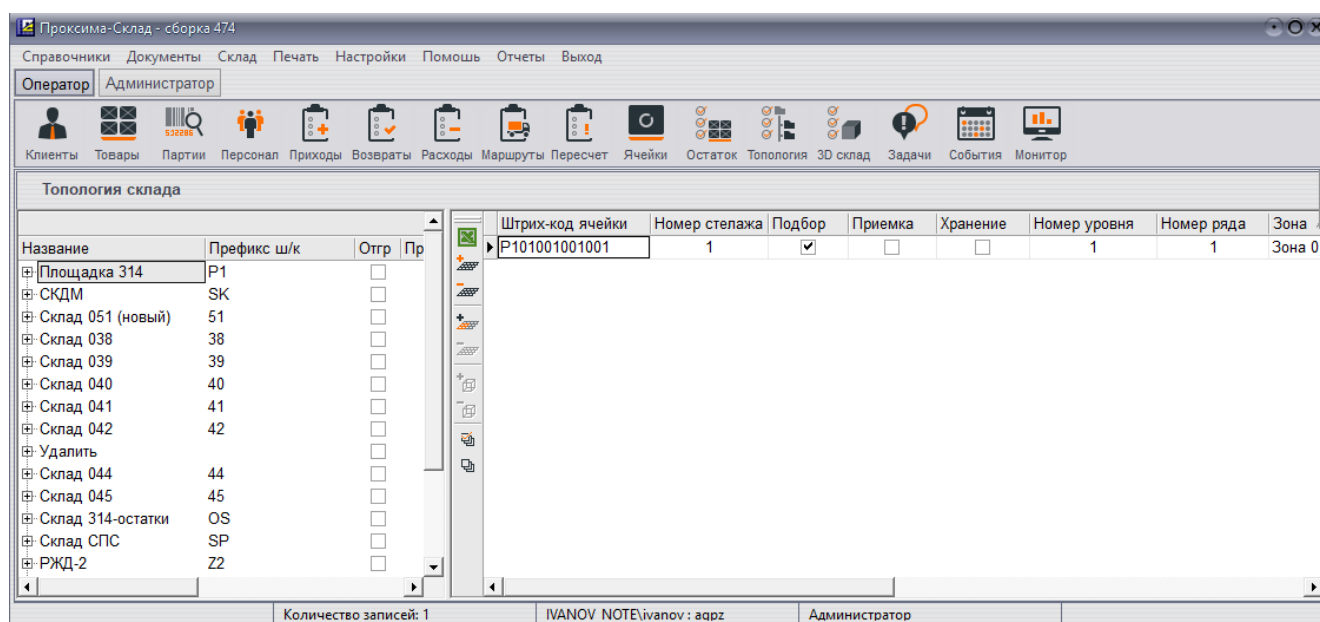 Проксима-Склад - сборка 474
Справочники Документы Склад Печать Настройки Помошь Отчеты Выход
Оператор Администратор
Клиенты Товары Партии Персонал Приходы Возвраты Расходы Маршруты Пересчет Ячейки Остаток Топология 3D склад Задачи События Монитор
Топология склада
Штрих-код ячейки Номер стелажа Подбор Приемка Хранение Номер уровня Номер ряда Зона
Название Префикс ш/к Отгр Пр
P101001001001 1 1 1 Зона 0
Площадка 314 P1
СКДМ SK
Склад 051 (новый) 51
Склад 038 38
Склад 039 39
Склад 040 40
Склад 041 41
Склад 042 42
Удалить
Склад 044 44
Склад 045 45
Склад 314-остатки OS
Склад СПС SP
РЖД-2 Z2
Количество записей: 1 IVANOV_NOTE\ivanov : agpz Администратор